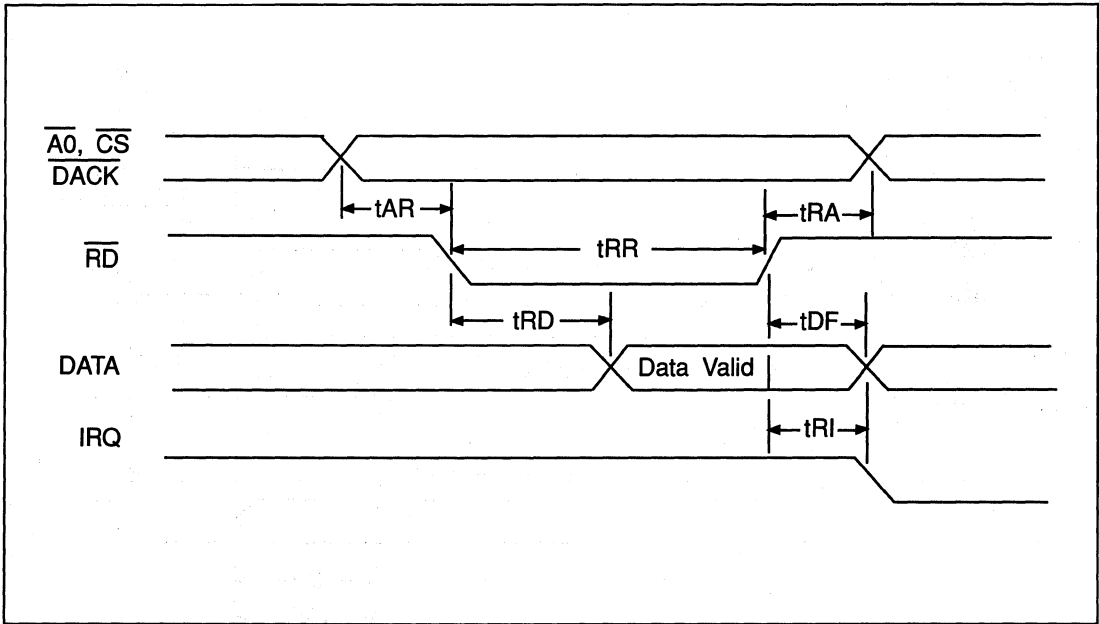 A0, CS
DACK
tAR
tRA
RD
tRR
tRD
tDF
DATA
Data Valid
IRQ
tRI